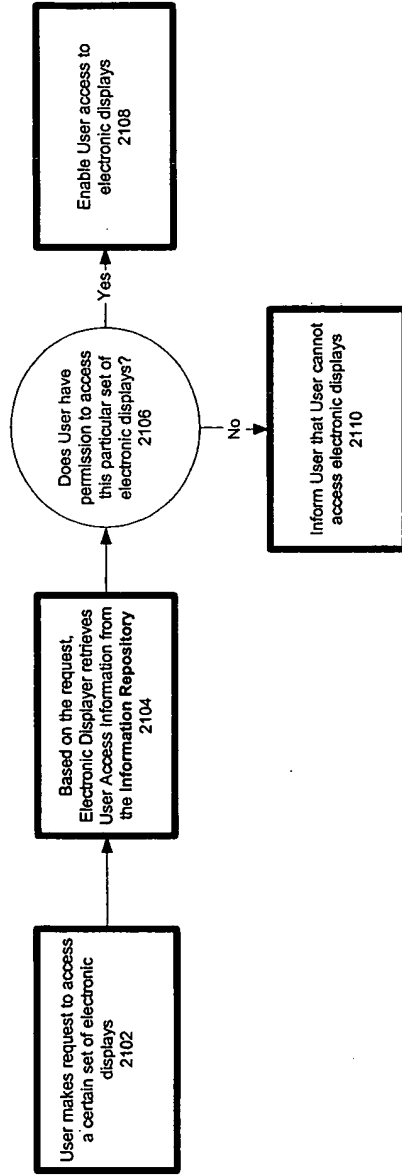 User makes request to access
a certain set of electronic
displays
2102
Based on the request,
Electronic Displayer retrieves
User Access Information from
the Information Repository
2104
Does User have
permission to access
this particular set of
electronic displays?
2106
Yes
Enable User access to
electronic displays
2108
No
Inform User that User cannot
access electronic displays
2110